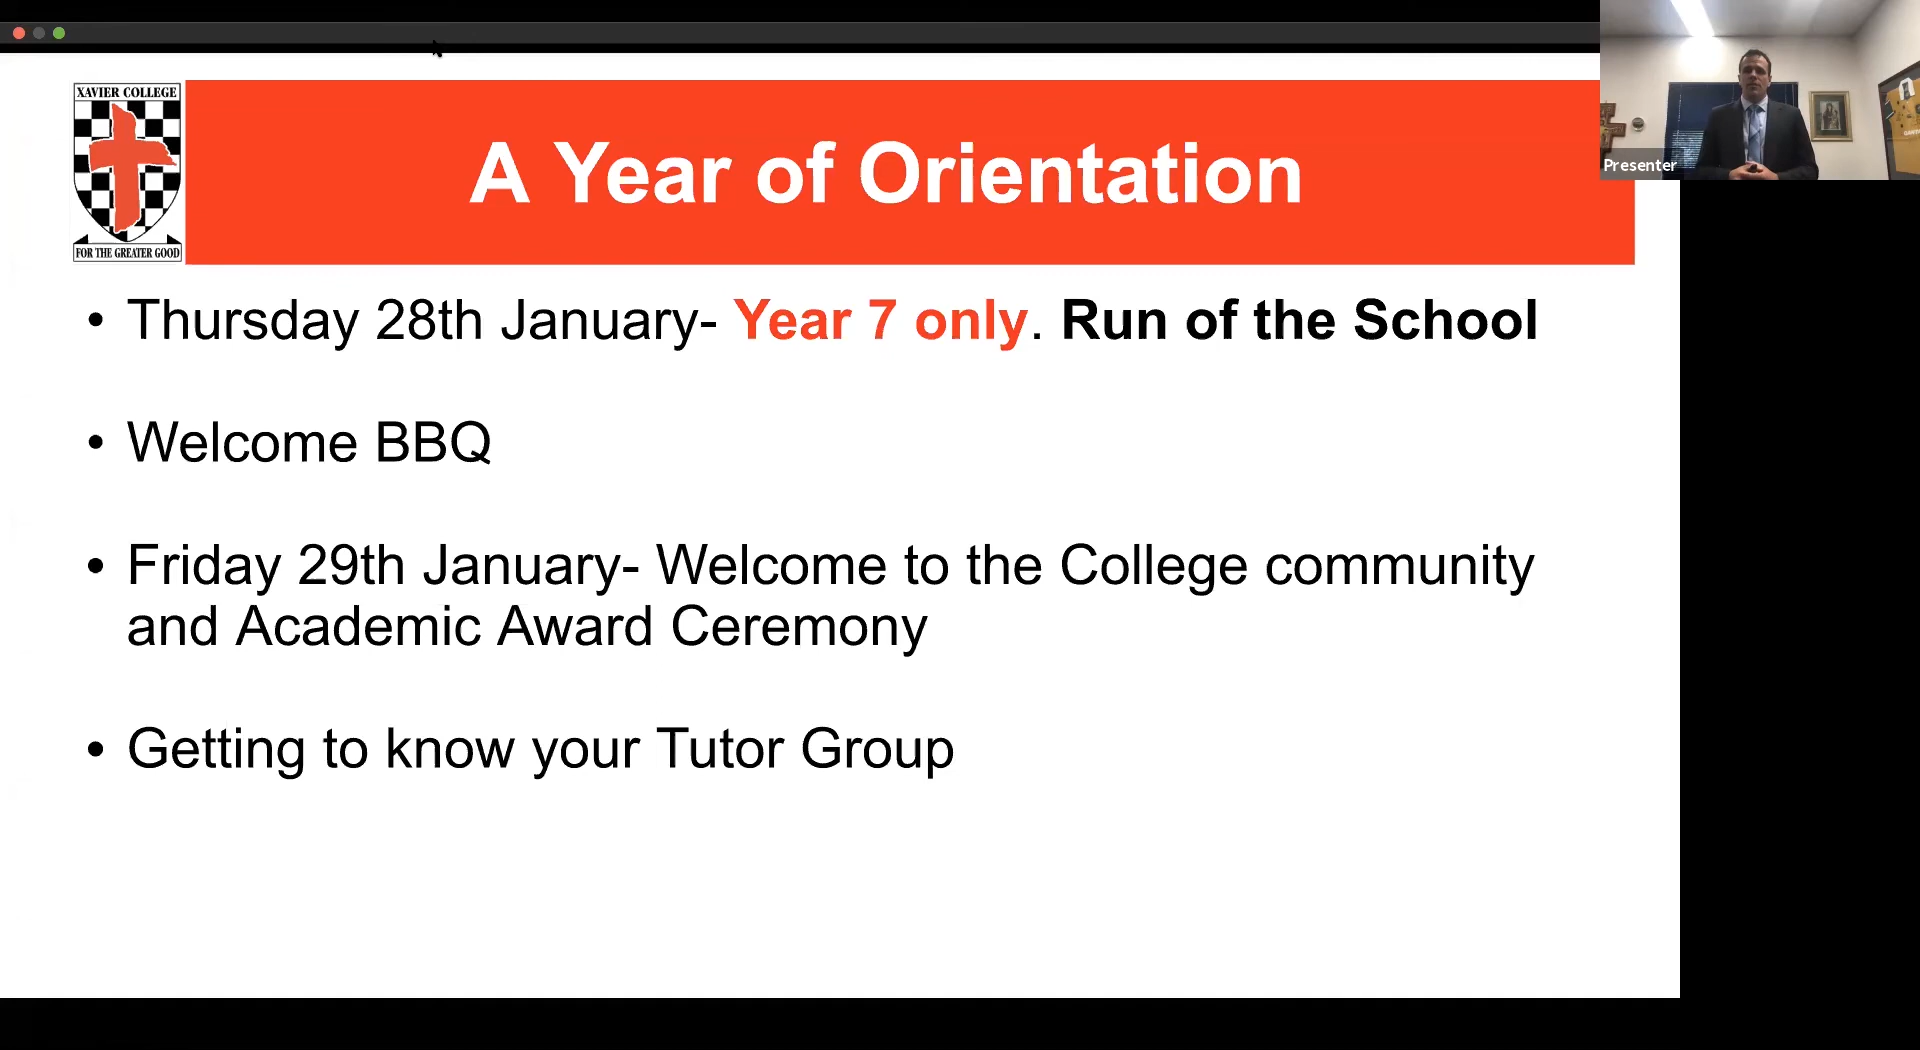 XAVIER COLLEGE
FOR THE GREATER GOOD
A Year of Orientation
Presenter
• Thursday 28th January- Year 7 only. Run of the School
• Welcome BBQ
• Friday 29th January- Welcome to the College community
and Academic Award Ceremony
• Getting to know your Tutor Group